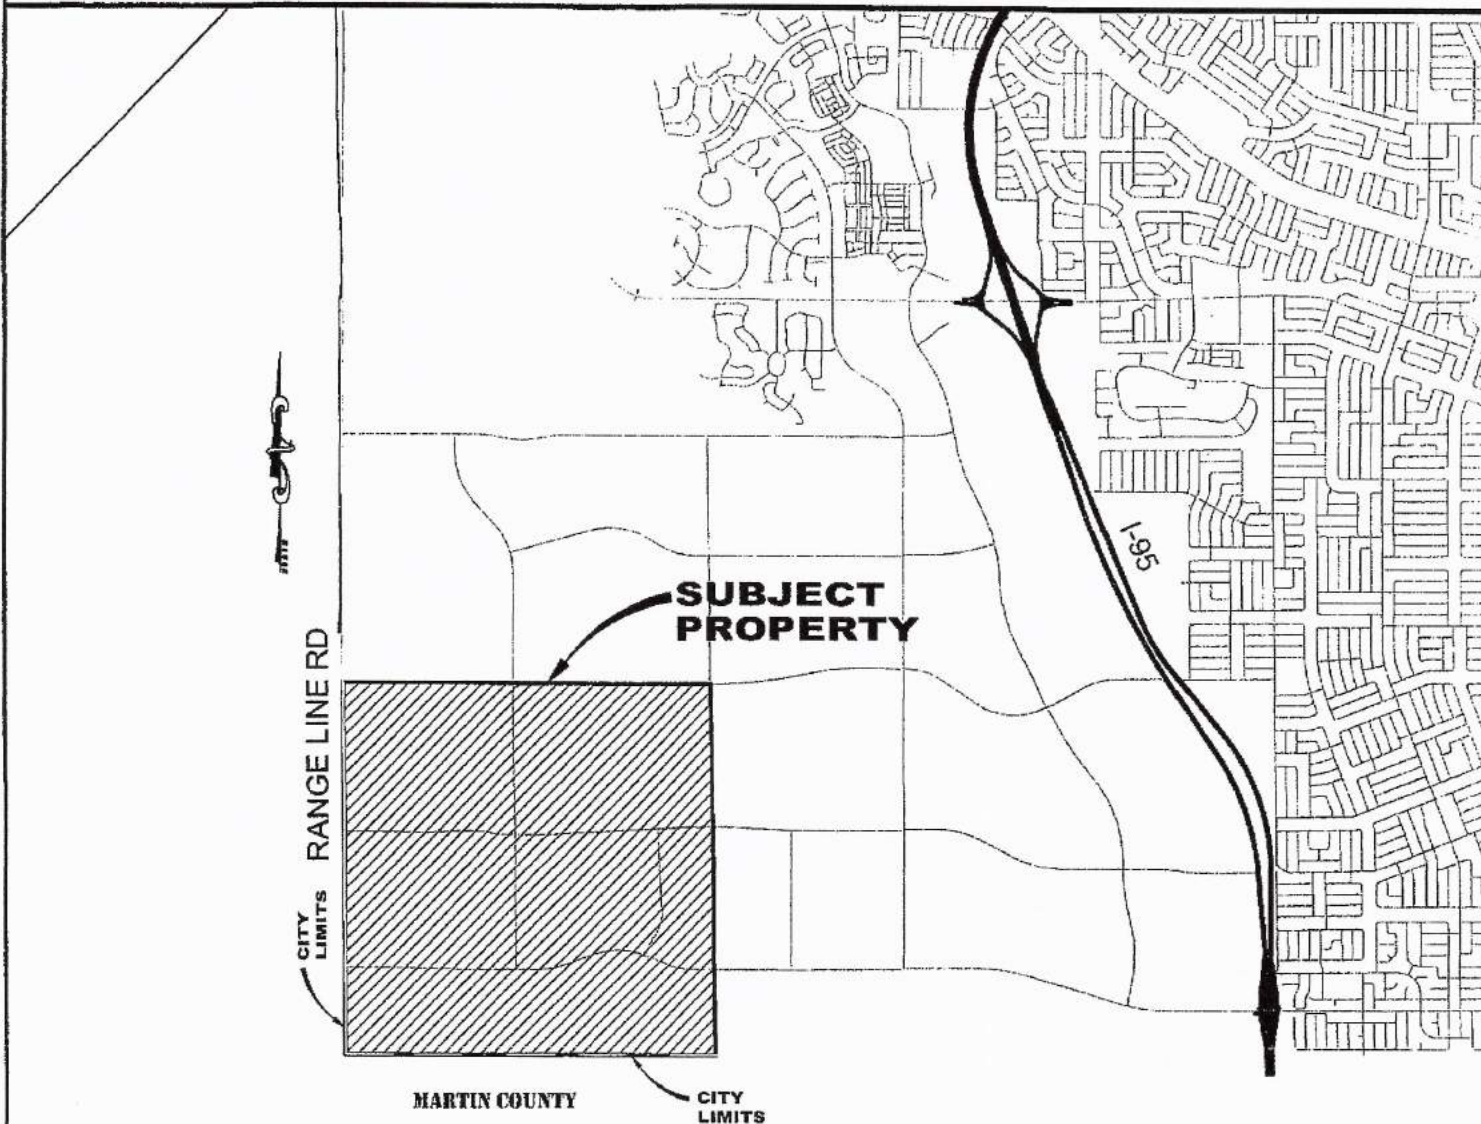 I-95
SUBJECT
PROPERTY
RANGE LINE RD
CITY
LIMITS
MARTIN COUNTY
CITY
LIMITS